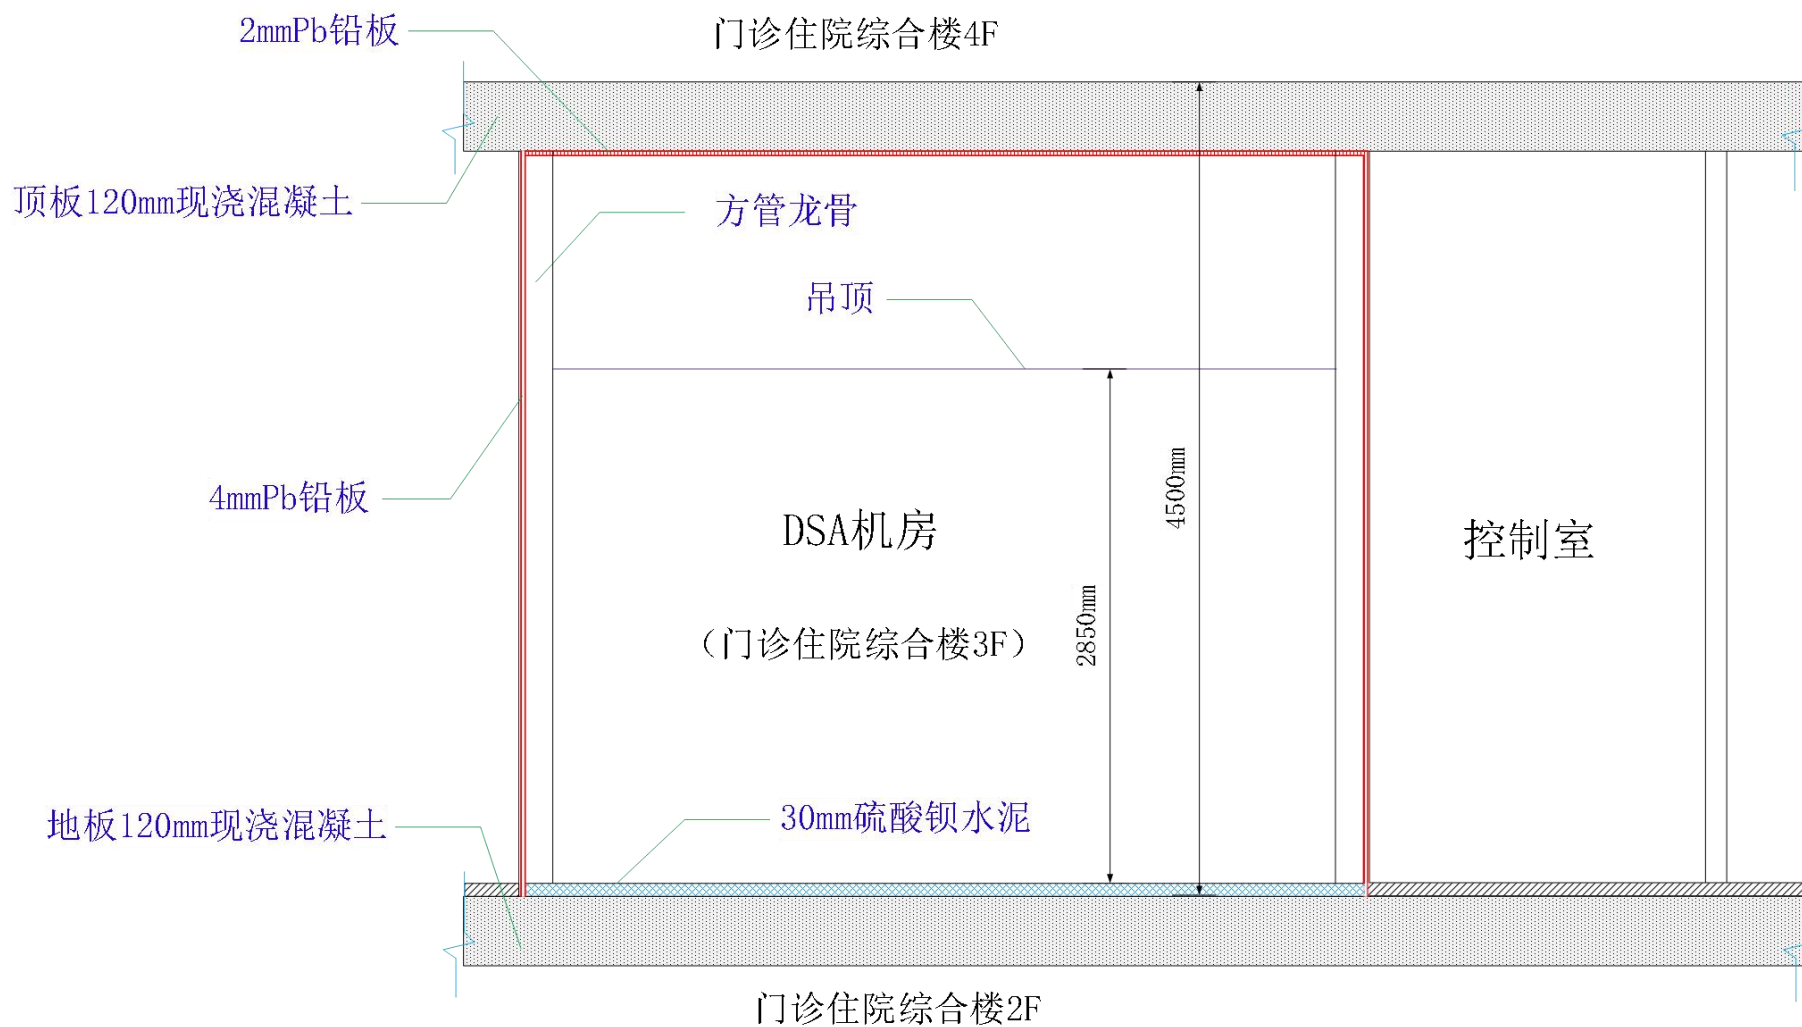 2mmPb铅板
门诊住院综合楼4F
顶板120mm现浇混凝土
方管龙骨
吊顶
4mmPb铅板
4500mm
DSA机房
控制室
2850mm
（门诊住院综合楼3F）
30mm硫酸钡水泥
地板120mm现浇混凝土
门诊住院综合楼2F